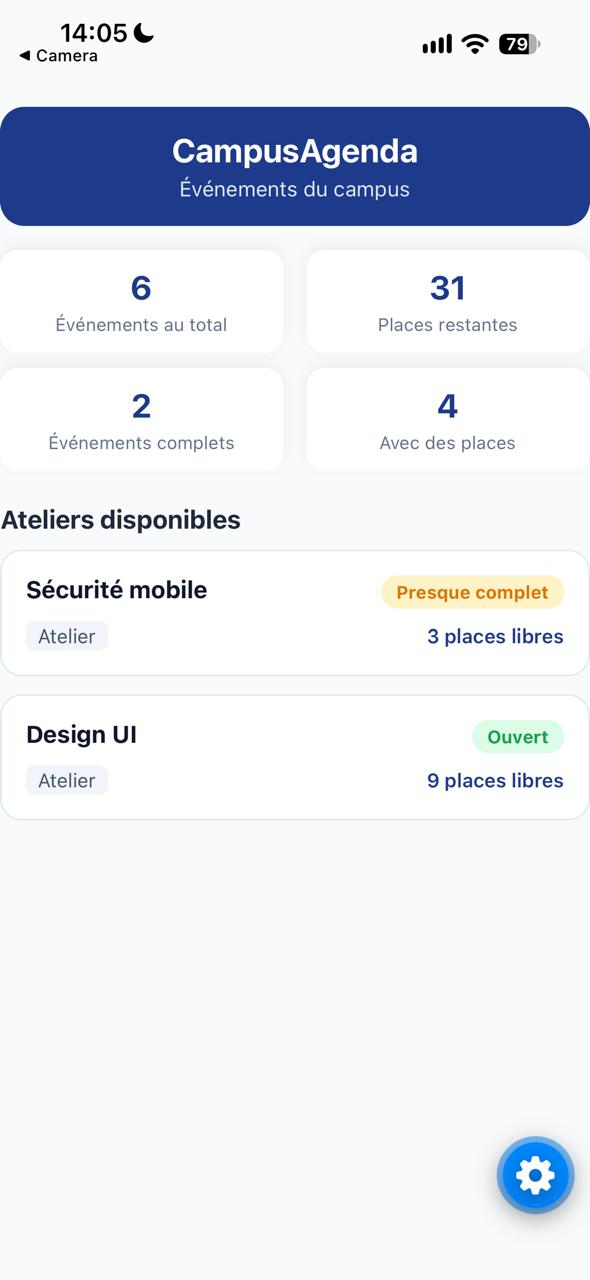 14:05
◀ Camera
79
CampusAgenda
Événements du campus
6
Événements au total
31
Places restantes
2
Événements complets
4
Avec des places
Ateliers disponibles
Sécurité mobile
Presque complet
Atelier
3 places libres
Design UI
Ouvert
Atelier
9 places libres